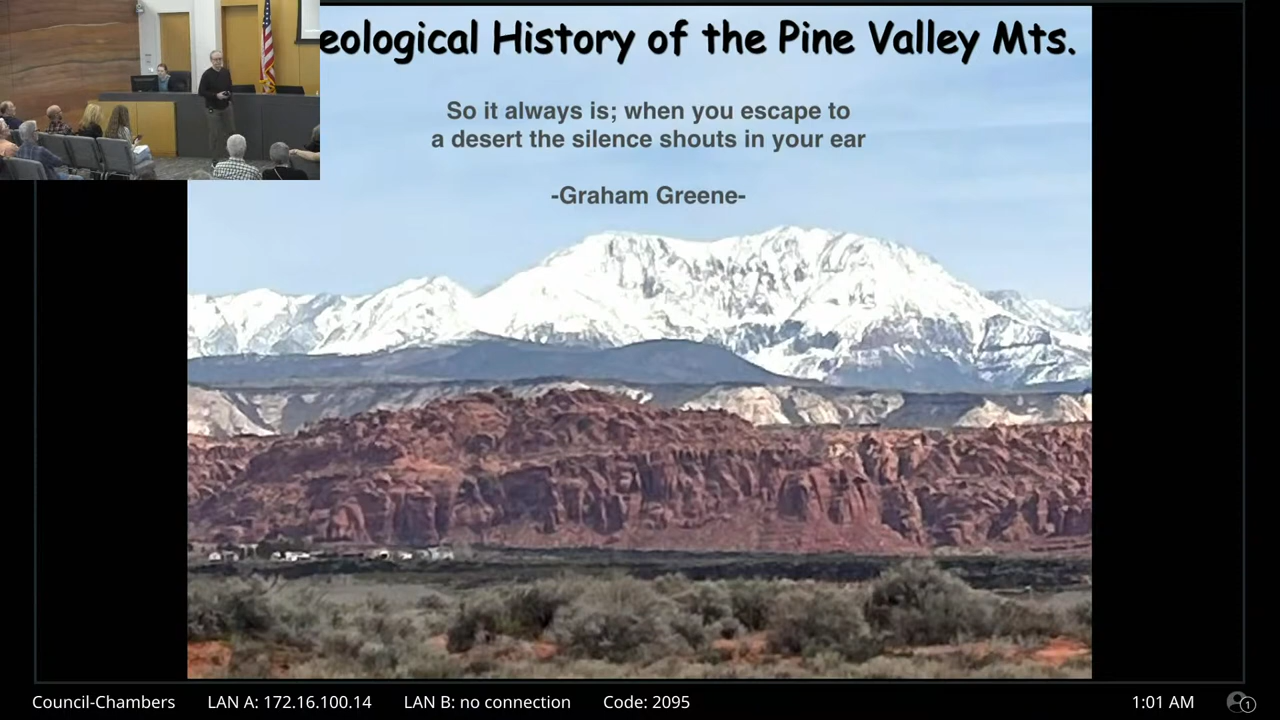 eological History of the Pine Valley Mts.
So it always is; when you escape to
a desert the silence shouts in your ear
-Graham Greene-
Council-Chambers LAN A: 172.16.100.14 LAN B: no connection Code: 2095 1:01 AM 1